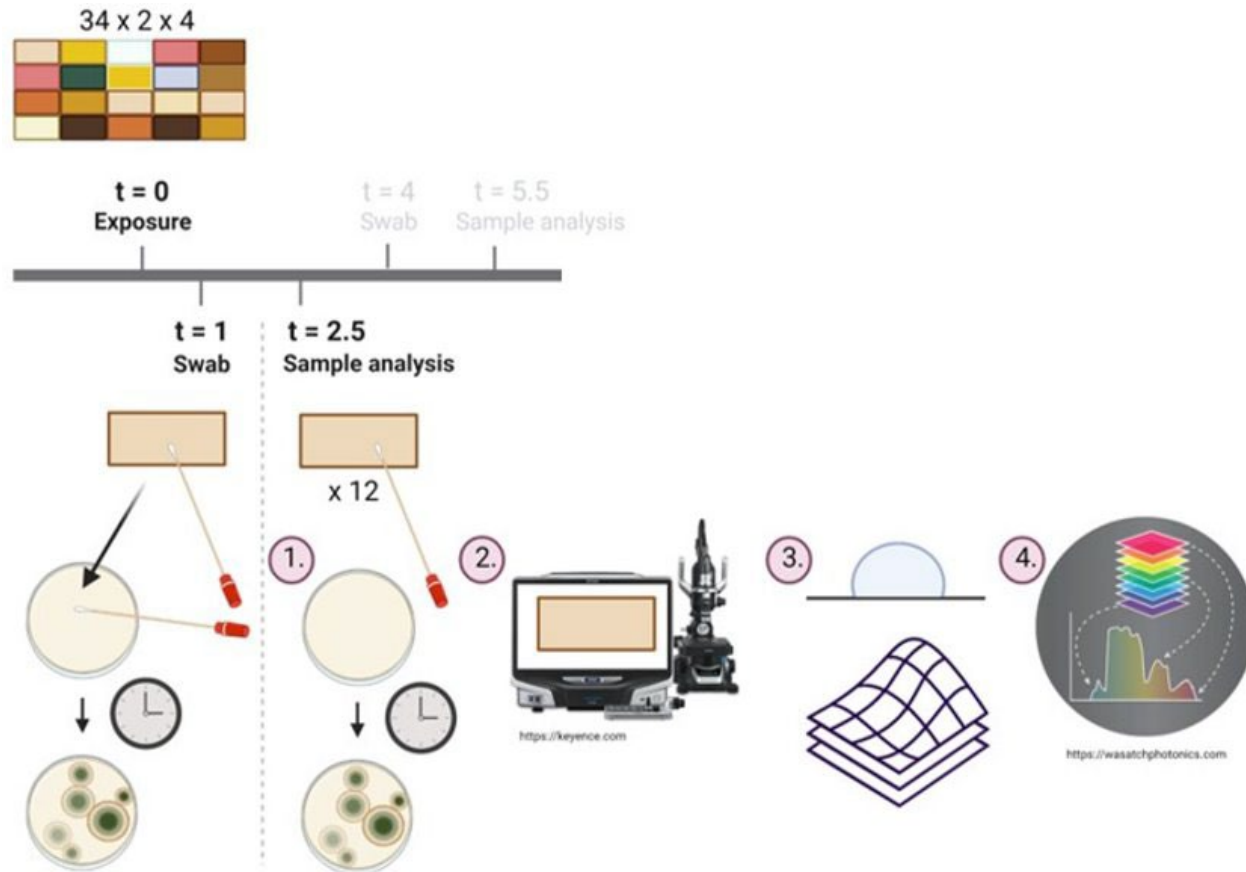 34 x 2 x 4
t = 0
Exposure
t = 4
Swab
t = 5.5
Sample analysis
t = 1
Swab
t = 2.5
Sample analysis
x 12
1.
2.
3.
4.
https://keyence.com
https://wasatchphotonics.com